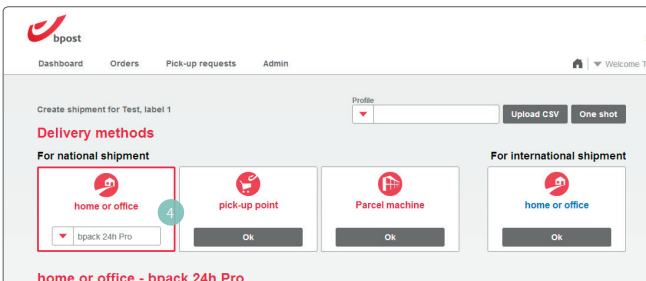 bpost
Dashboard Orders Pick-up requests Admin
Welcome T
Create shipment for Test, label 1
Profile
Upload CSV One shot
Delivery methods
For national shipment For international shipment
home or office pick-up point Parcel machine home or office
4
bpack 24h Pro Ok Ok Ok
home or office - bpack 24h Pro